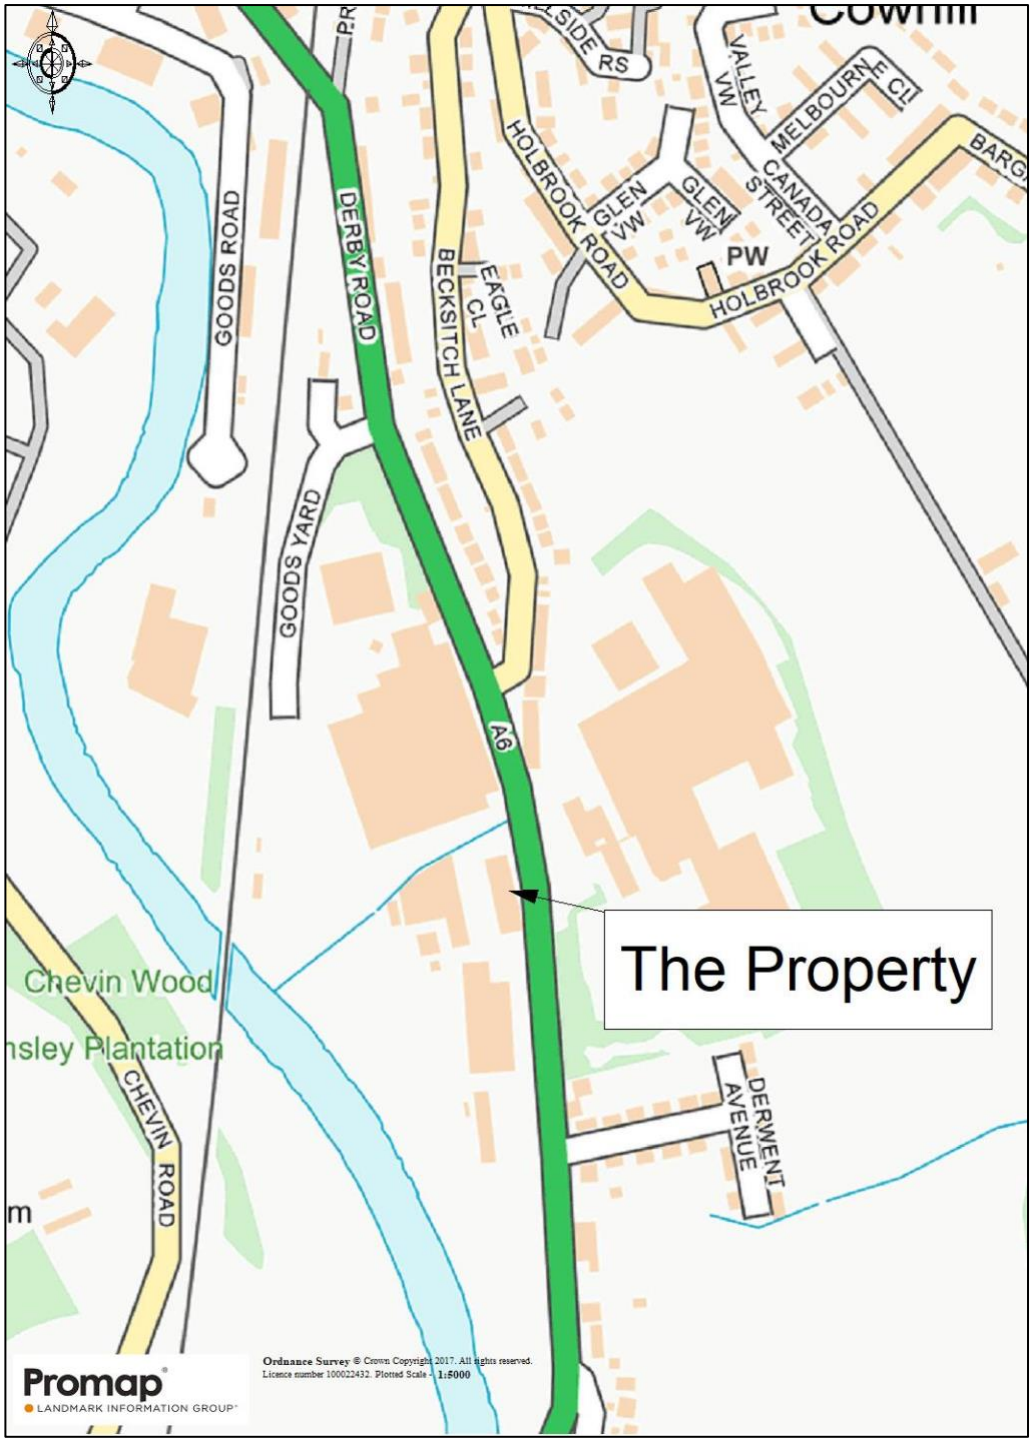 Cowhill
PR
LLSIDE
RS
VALLEY
VW
MELBOURN
E CL
BARG
HOLBROOK ROAD
GLEN
VW
GLEN
VW
CANADA
STREET
PW
HOLBROOK ROAD
GOODS ROAD
DERBY ROAD
BECKSITCH LANE
EAGLE
CL
GOODS YARD
A6
The Property
Chevin Wood
nsley Plantation
CHEVIN
ROAD
DERWENT
AVENUE
m
Promap®
LANDMARK INFORMATION GROUP®
Ordnance Survey © Crown Copyright 2017. All rights reserved.
Licence number 100022432. Plotted Scale - 1:5000